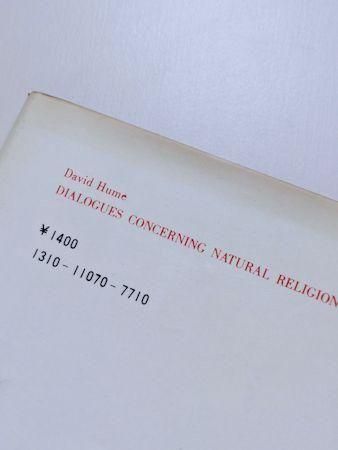 David Hume
DIALOGUES CONCERNING NATURAL RELIGION
¥1400
1310-11070-7710